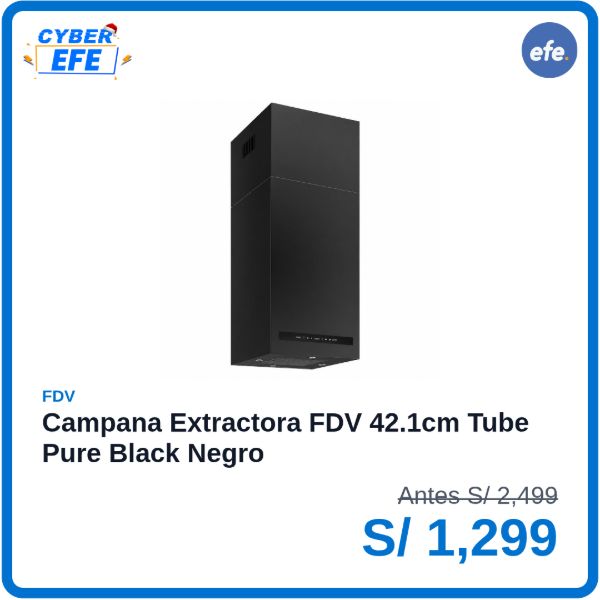 CYBER
EFE
efe.
FDV
Campana Extractora FDV 42.1cm Tube
Pure Black Negro
Antes S/ 2,499
S/ 1,299